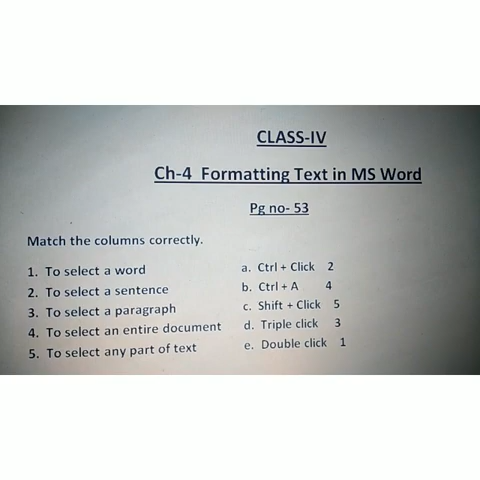 CLASS-IV
Ch-4 Formatting Text in MS Word
Pg no- 53
Match the columns correctly.
1. To select a word a. Ctrl + Click 2
2. To select a sentence b. Ctrl + A 4
3. To select a paragraph c. Shift + Click 5
4. To select an entire document d. Triple click 3
5. To select any part of text e. Double click 1